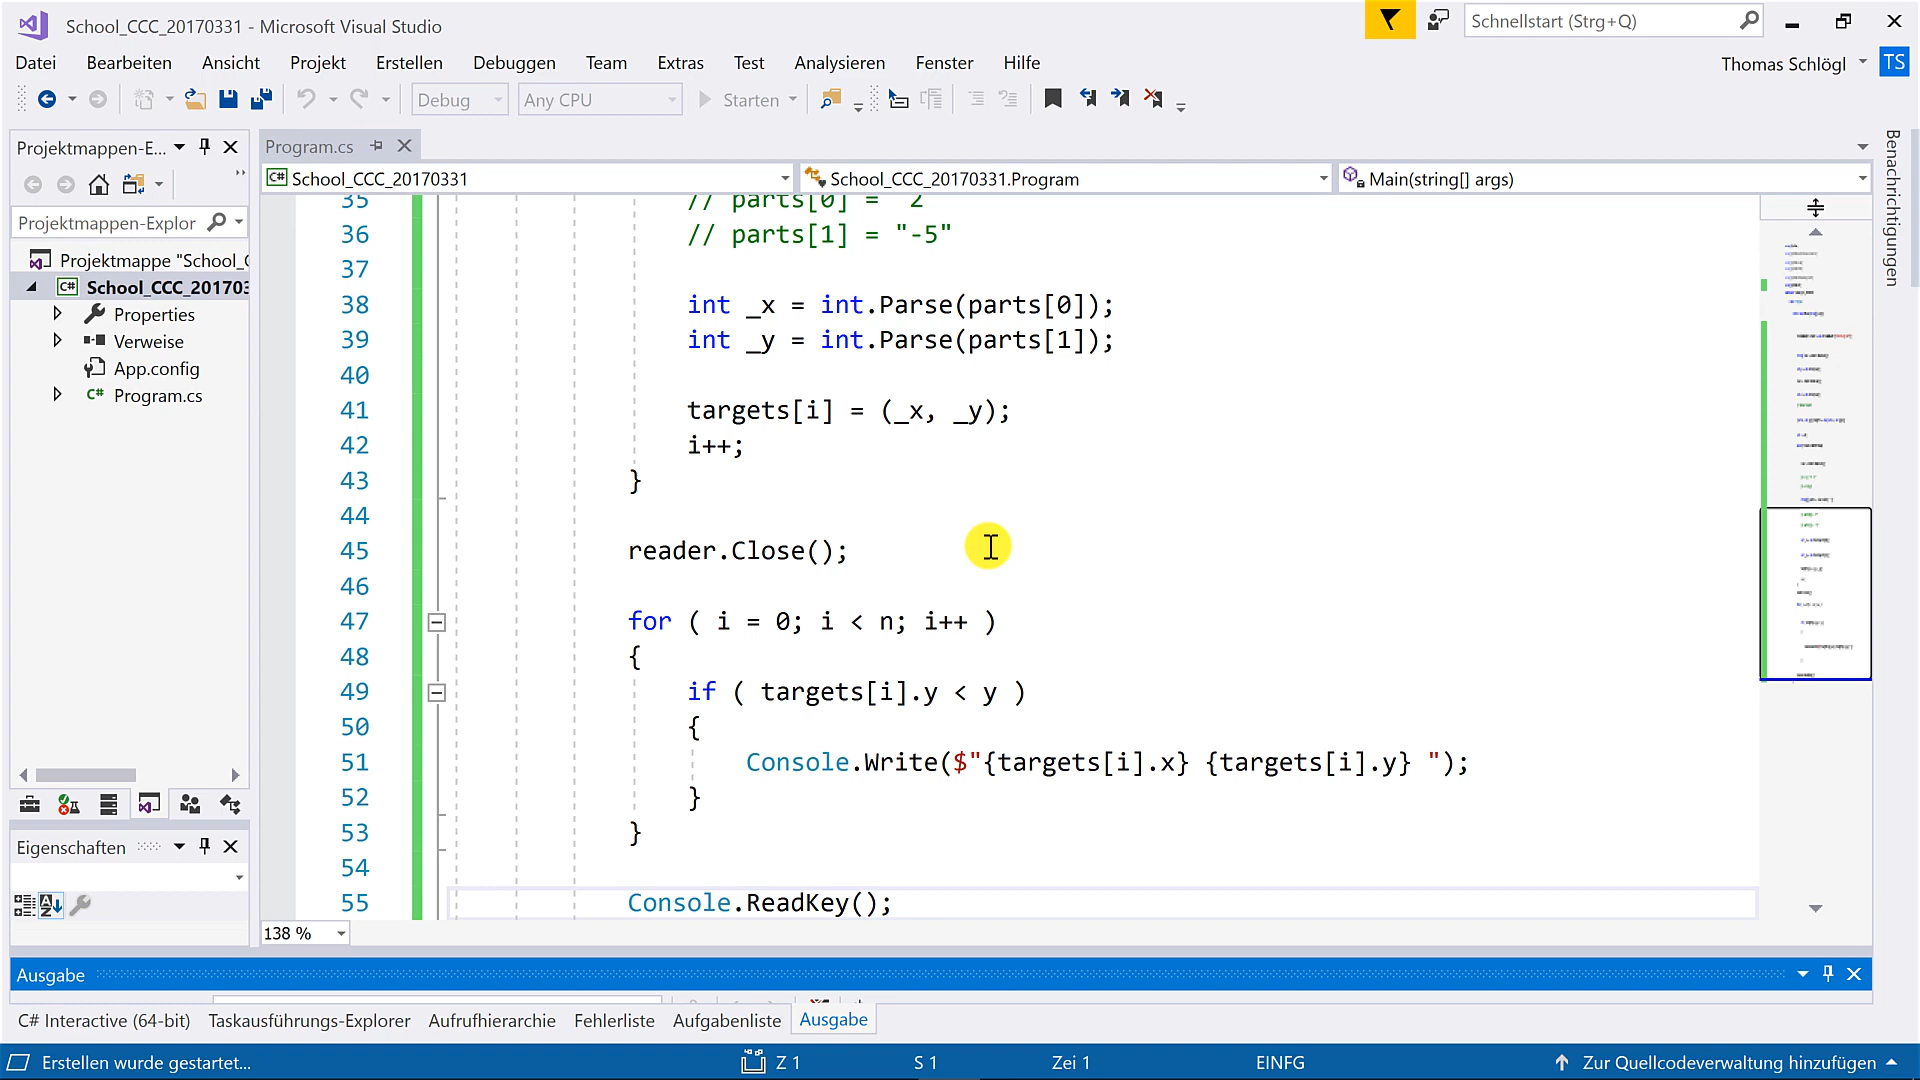 School_CCC_20170331 - Microsoft Visual Studio
Schnellstart (Strg+Q)
Datei Bearbeiten Ansicht Projekt Erstellen Debuggen Team Extras Test Analysieren Fenster Hilfe
Thomas Schlögl TS
Debug Any CPU Starten
Projektmappen-E...
Program.cs
School_CCC_20170331
School_CCC_20170331.Program
Main(string[] args)
Benachrichtigungen
Projektmappen-Explor
Projektmappe "School_C
School_CCC_20170
Properties
Verweise
App.config
C# Program.cs
Eigenschaften
35 // parts[0] = "2
36 // parts[1] = "-5"
37
38 int _x = int.Parse(parts[0]);
39 int _y = int.Parse(parts[1]);
40
41 targets[i] = (_x, _y);
42 i++;
43 }
44
45 reader.Close();
46
47 for ( i = 0; i < n; i++ )
48 {
49 if ( targets[i].y < y )
50 {
51 Console.Write($"{targets[i].x} {targets[i].y} ");
52 }
53 }
54
55 Console.ReadKey();
138 %
Ausgabe
C# Interactive (64-bit) Taskausführungs-Explorer Aufrufhierarchie Fehlerliste Aufgabenliste Ausgabe
Erstellen wurde gestartet... Z 1 S 1 Zei 1 EINFG Zur Quellcodeverwaltung hinzufügen